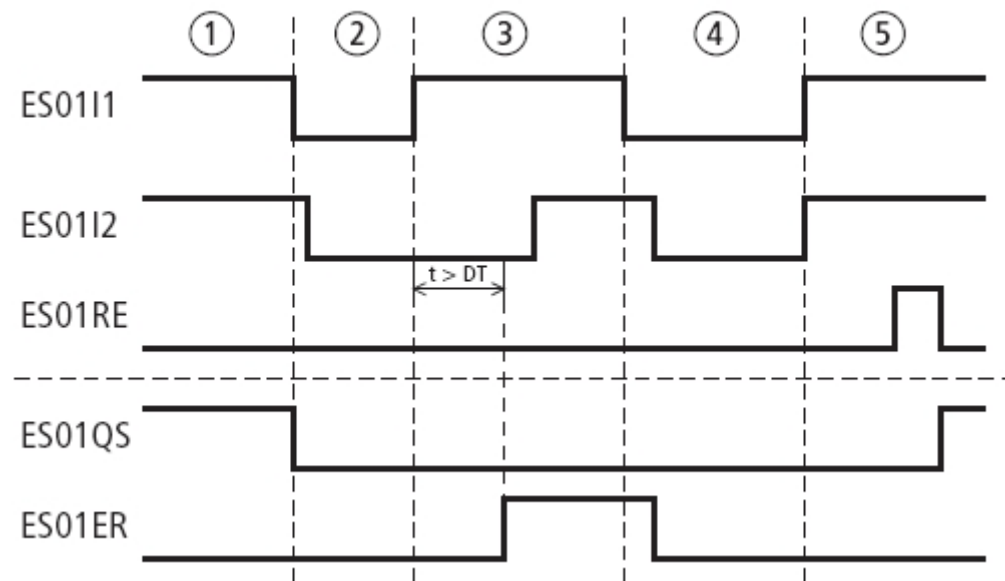 ① ② ③ ④ ⑤
ES01I1
ES01I2
t > DT
ES01RE
ES01QS
ES01ER